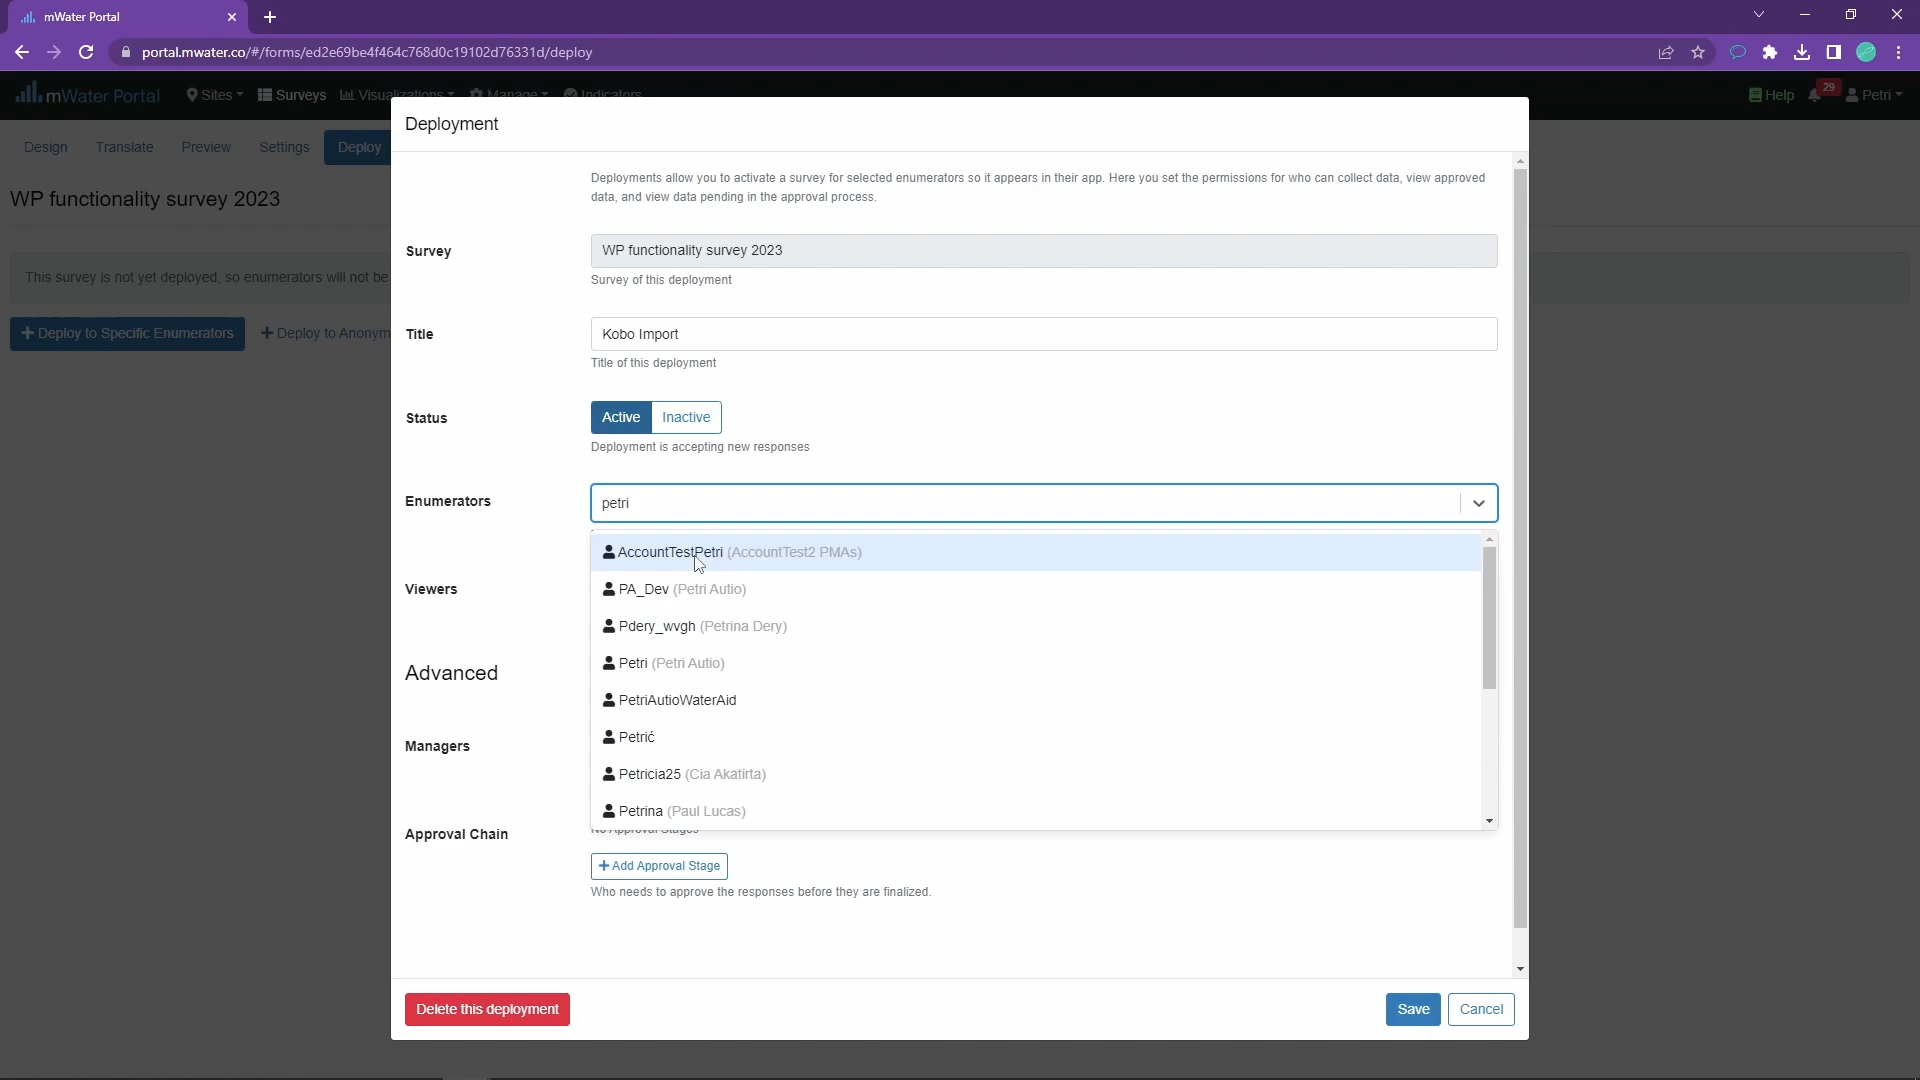 mWater Portal
portal.mwater.co/#/forms/ed2e69be4f464c768d0c19102d76331d/deploy
mWater Portal Sites Surveys Visualizations Manage Indicators Help 29 Petri
Design Translate Preview Settings Deploy
WP functionality survey 2023
This survey is not yet deployed, so enumerators will not be
Deploy to Specific Enumerators Deploy to Anonym
Deployment
Deployments allow you to activate a survey for selected enumerators so it appears in their app. Here you set the permissions for who can collect data, view approved
data, and view data pending in the approval process.
Survey
WP functionality survey 2023
Survey of this deployment
Title
Kobo Import
Title of this deployment
Status
Active Inactive
Deployment is accepting new responses
Enumerators
petri
AccountTestPetri (AccountTest2 PMAs)
PA_Dev (Petri Autio)
Pdery_wvgh (Petrina Dery)
Petri (Petri Autio)
PetriAutioWaterAid
Petrić
Petricia25 (Cia Akatirta)
Petrina (Paul Lucas)
Viewers
Advanced
Managers
Approval Chain
No Approval Stages
+ Add Approval Stage
Who needs to approve the responses before they are finalized.
Delete this deployment
Save Cancel